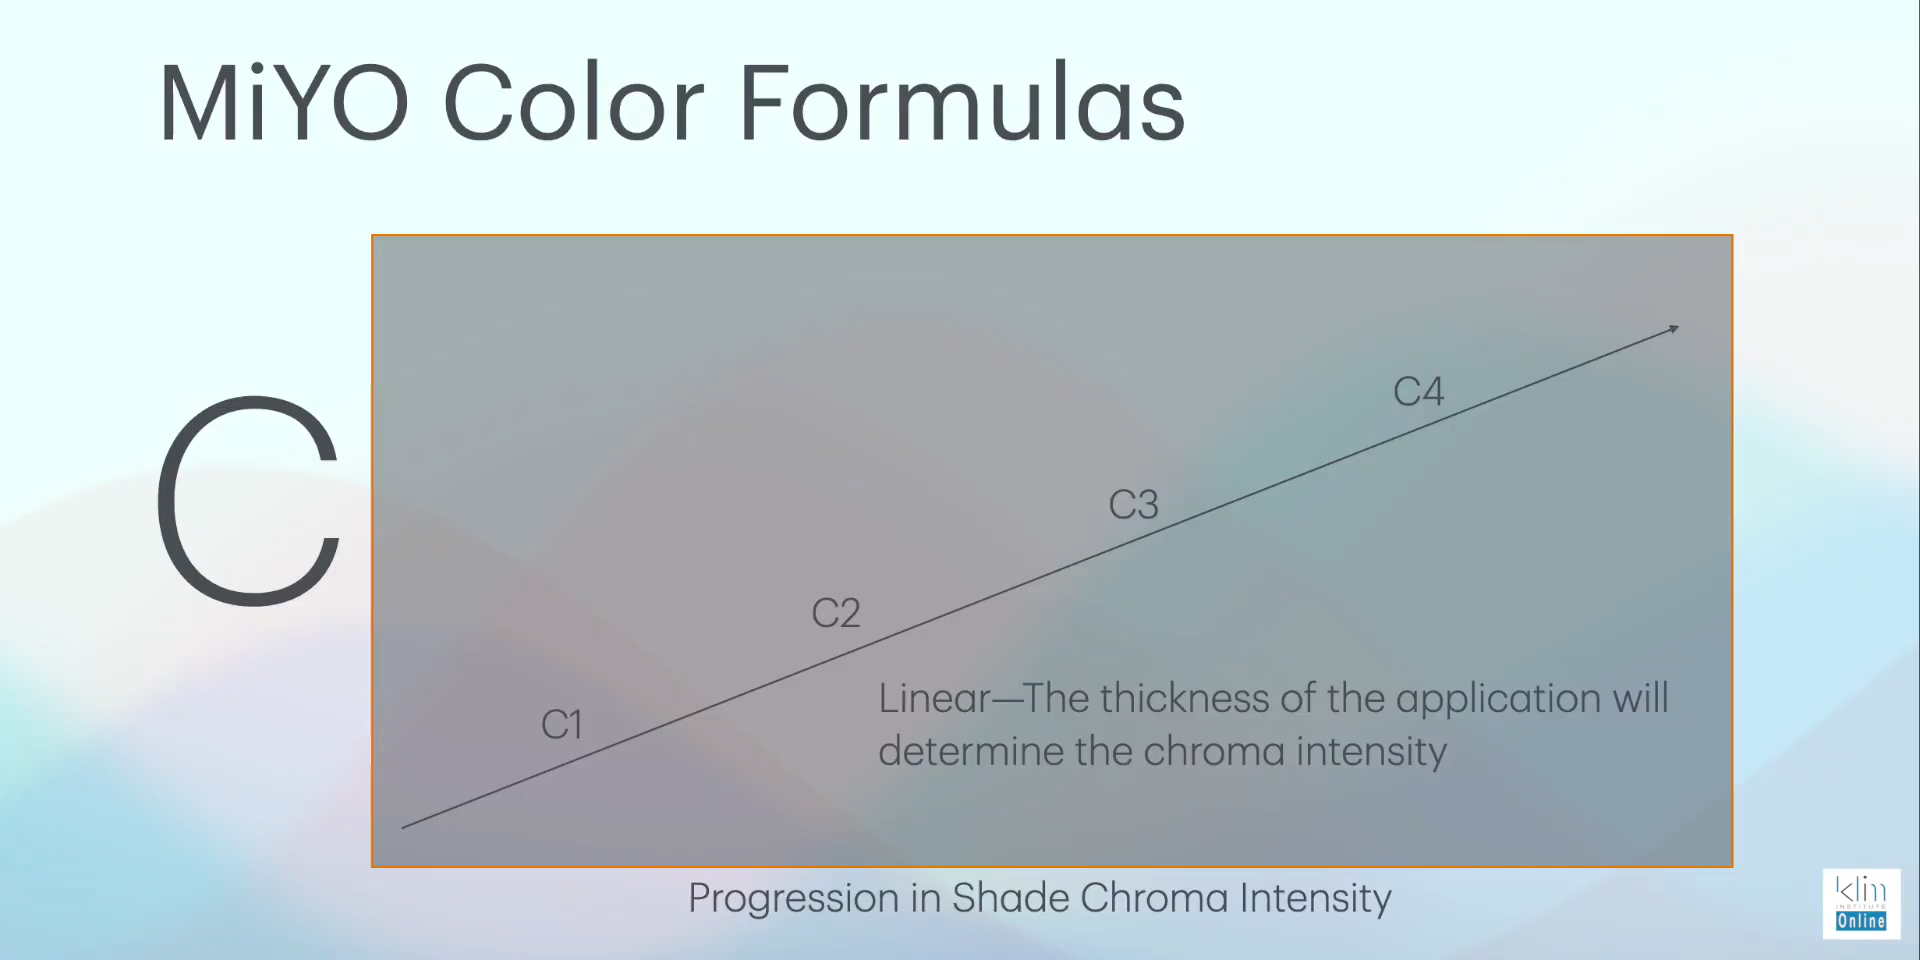 MiYO Color Formulas
C
C4
C3
C2
C1
Linear—The thickness of the application will
determine the chroma intensity
Progression in Shade Chroma Intensity
klim
INSTITUTE
Online